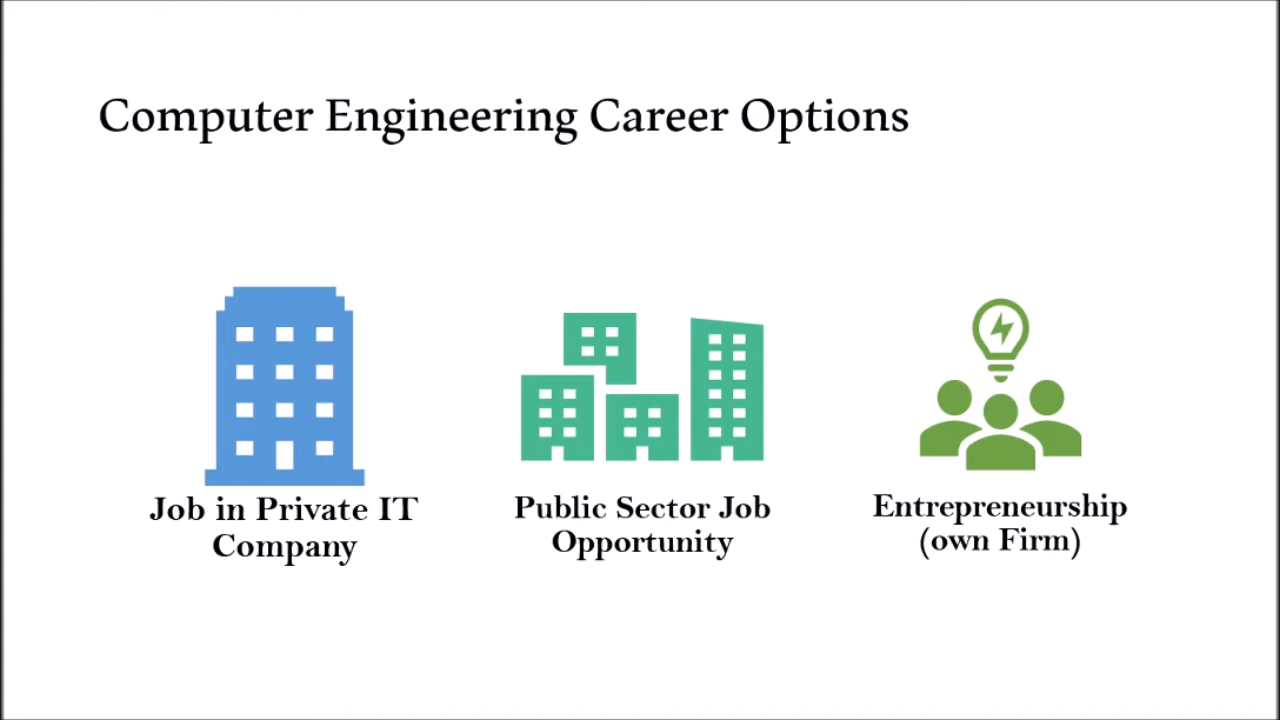 Computer Engineering Career Options
Job in Private IT
Company
Public Sector Job
Opportunity
Entrepreneurship
(own Firm)